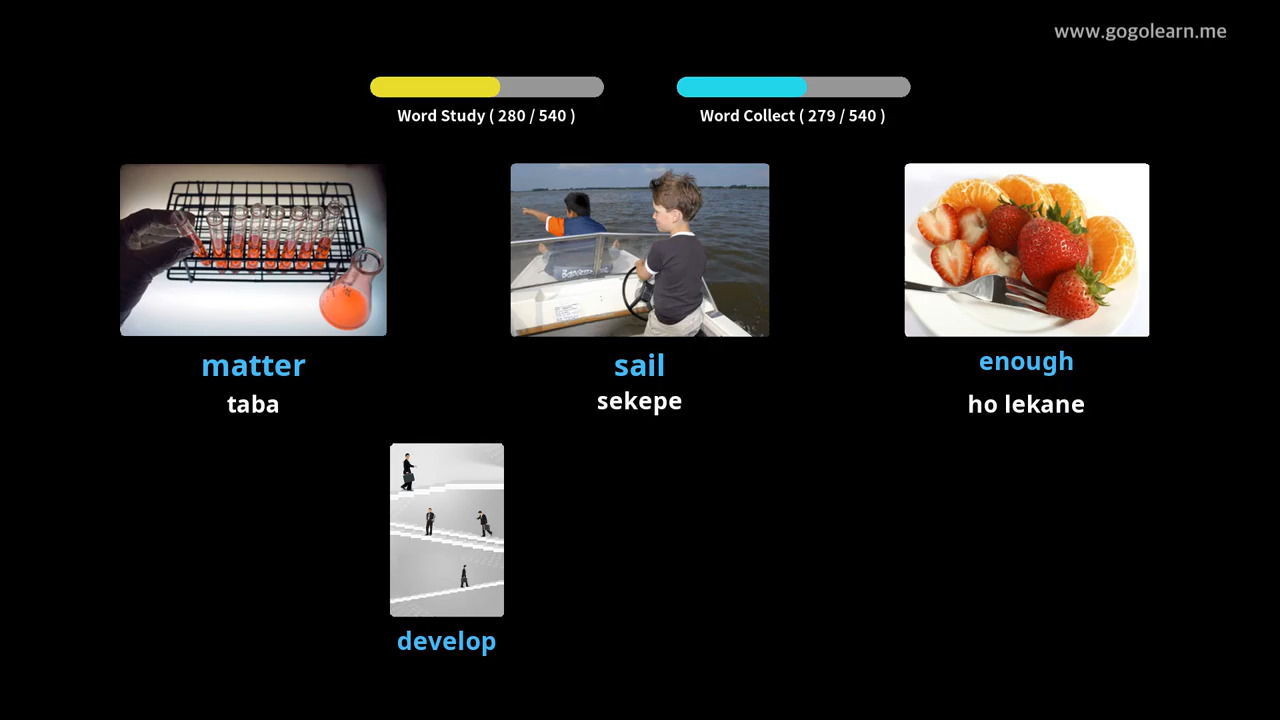 www.gogolearn.me
Word Study ( 280 / 540 )
Word Collect ( 279 / 540 )
matter
taba
sail
sekepe
enough
ho lekane
develop